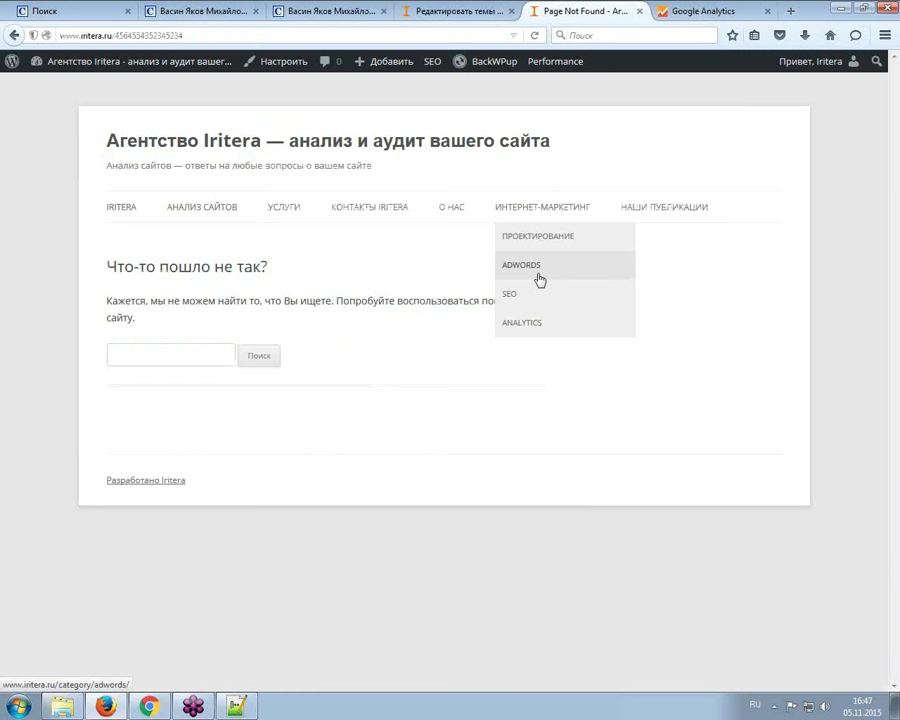 Поиск
Васин Яков Михайло...
Васин Яков Михайло...
Редактировать темы ...
Page Not Found - Аг...
Google Analytics
www.iritera.ru/4564554352345234
Поиск
Агентство Iritera - анализ и аудит вашег...
Настроить
0
Добавить
SEO
BackWPup
Performance
Привет, Iritera
Агентство Iritera — анализ и аудит вашего сайта
Анализ сайтов — ответы на любые вопросы о вашем сайте
IRITERA
АНАЛИЗ САЙТОВ
УСЛУГИ
КОНТАКТЫ IRITERA
О НАС
ИНТЕРНЕТ-МАРКЕТИНГ
НАШИ ПУБЛИКАЦИИ
ПРОЕКТИРОВАНИЕ
ADWORDS
SEO
ANALYTICS
Что-то пошло не так?
Кажется, мы не можем найти то, что Вы ищете. Попробуйте воспользоваться
сайту.
Поиск
Разработано Iritera
www.iritera.ru/category/adwords/
RU
16:47
05.11.2015